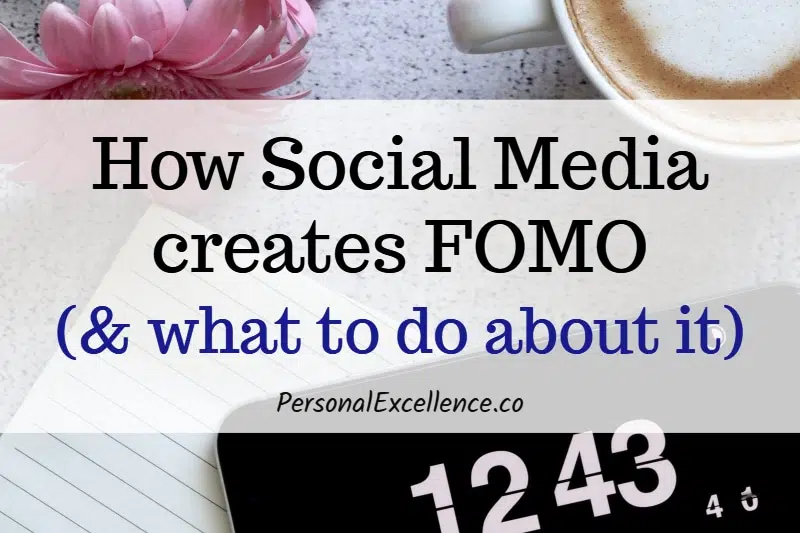 How Social Media
creates FOMO
(& what to do about it)
PersonalExcellence.co
12 43